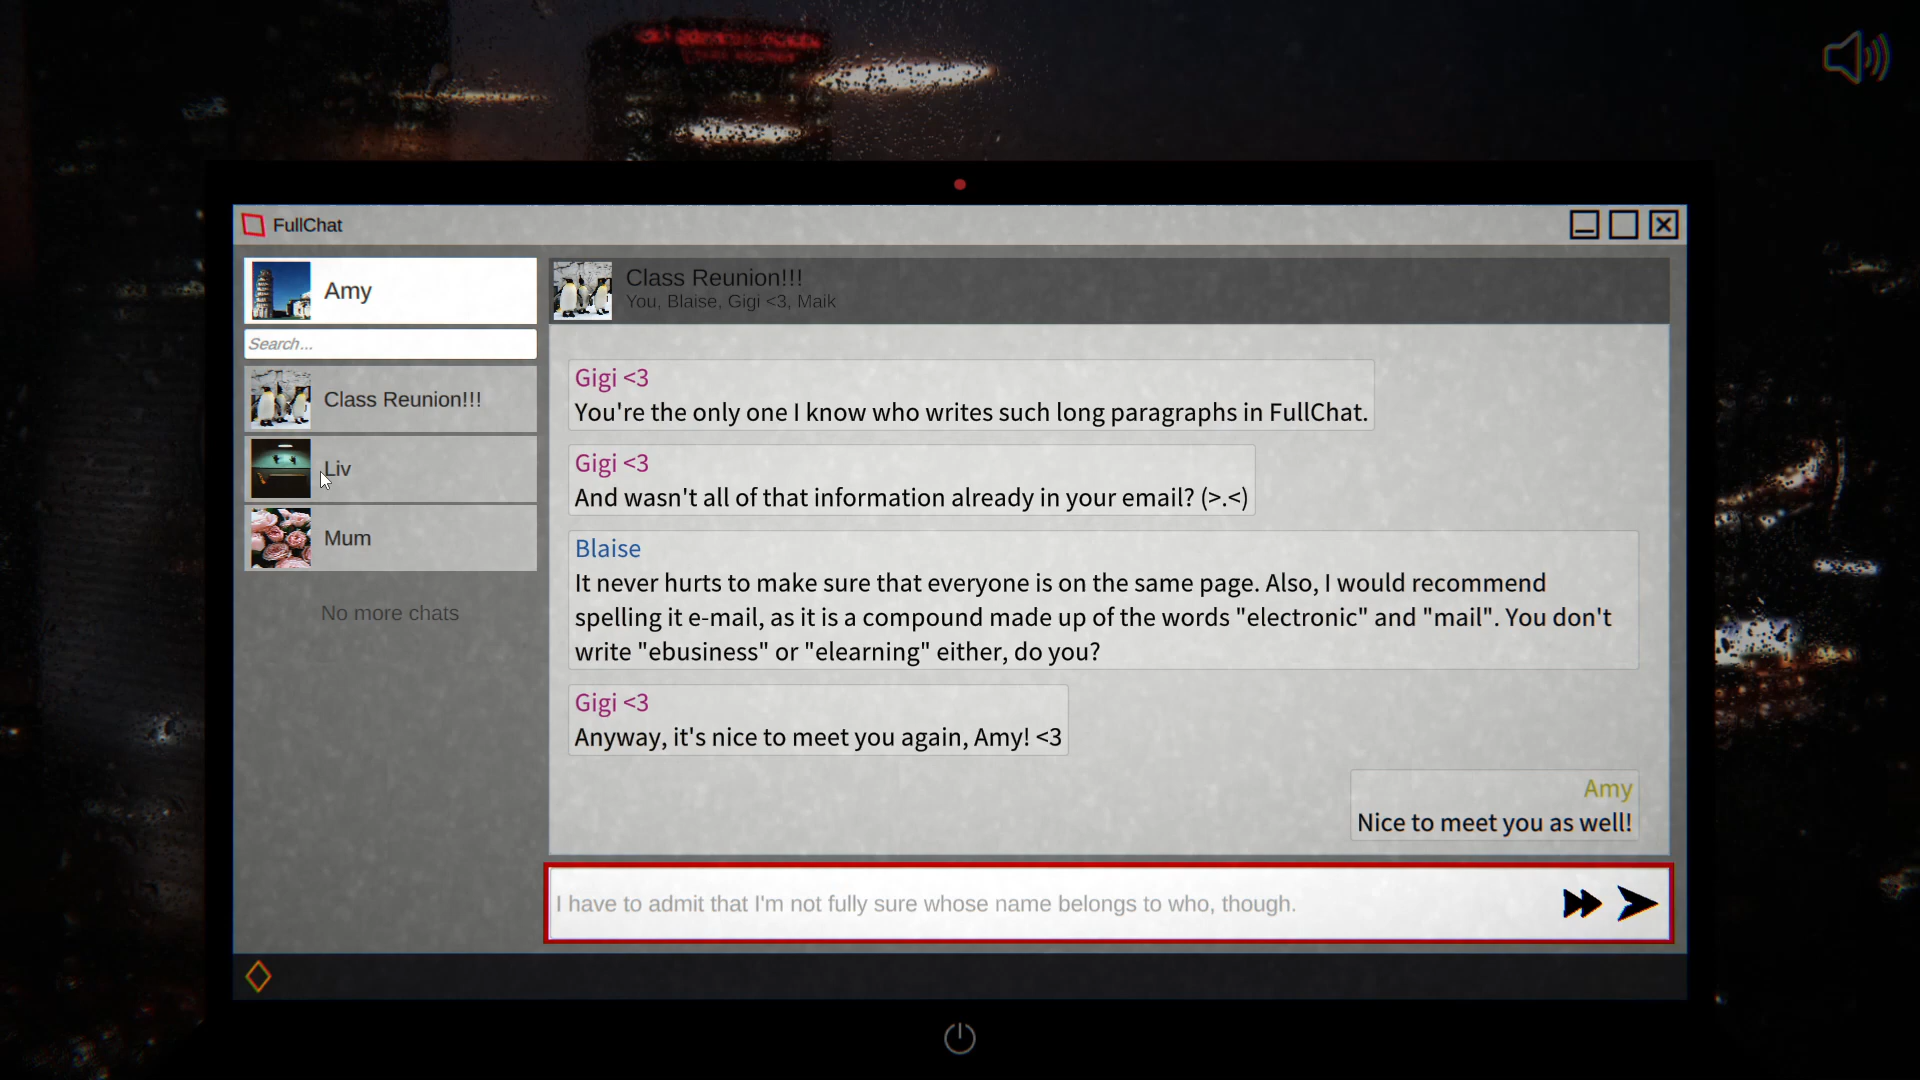 FullChat
Amy
Search...
Class Reunion!!!
Liv
Mum
No more chats
Class Reunion!!!
You, Blaise, Gigi <3, Maik
Gigi <3
You're the only one I know who writes such long paragraphs in FullChat.
Gigi <3
And wasn't all of that information already in your email? (>.<)
Blaise
It never hurts to make sure that everyone is on the same page. Also, I would recommend
spelling it e-mail, as it is a compound made up of the words "electronic" and "mail". You don't
write "ebusiness" or "elearning" either, do you?
Gigi <3
Anyway, it's nice to meet you again, Amy! <3
Amy
Nice to meet you as well!
I have to admit that I'm not fully sure whose name belongs to who, though.